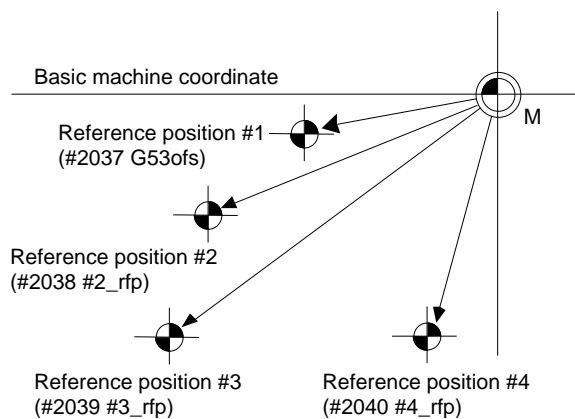 Basic machine coordinate
M
Reference position #1
(#2037 G53ofs)
Reference position #2
(#2038 #2_rfp)
Reference position #3
(#2039 #3_rfp)
Reference position #4
(#2040 #4_rfp)